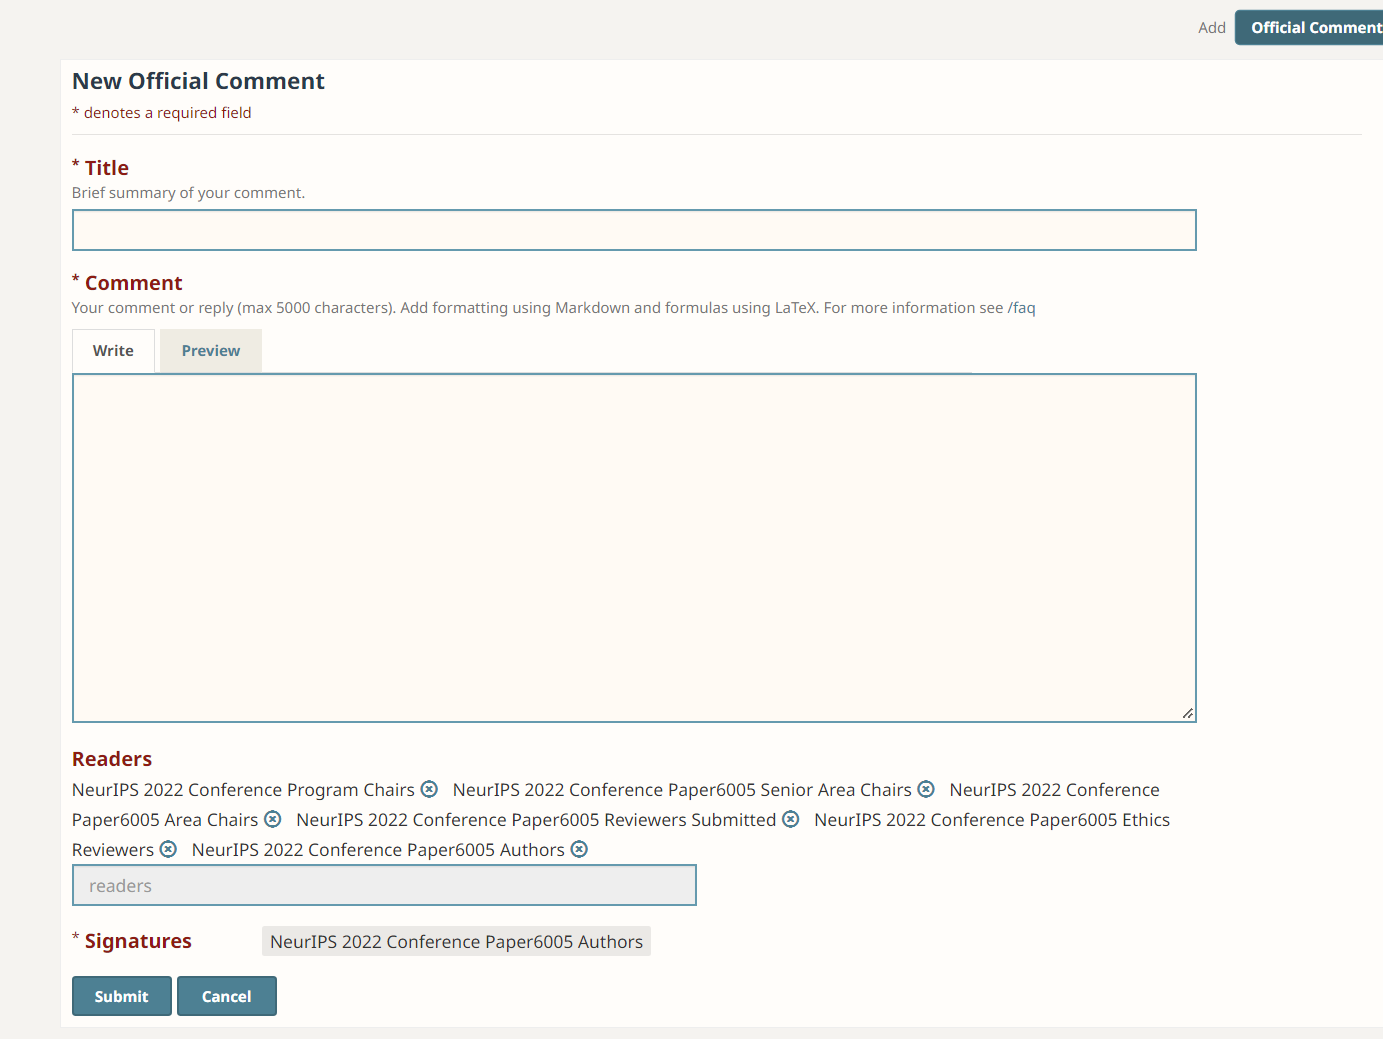 Add Official Comment
New Official Comment
* denotes a required field
* Title
Brief summary of your comment.
* Comment
Your comment or reply (max 5000 characters). Add formatting using Markdown and formulas using LaTeX. For more information see /faq
Write Preview
Readers
NeurIPS 2022 Conference Program Chairs NeurIPS 2022 Conference Paper6005 Senior Area Chairs NeurIPS 2022 Conference
Paper6005 Area Chairs NeurIPS 2022 Conference Paper6005 Reviewers Submitted NeurIPS 2022 Conference Paper6005 Ethics
Reviewers NeurIPS 2022 Conference Paper6005 Authors
readers
* Signatures NeurIPS 2022 Conference Paper6005 Authors
Submit Cancel